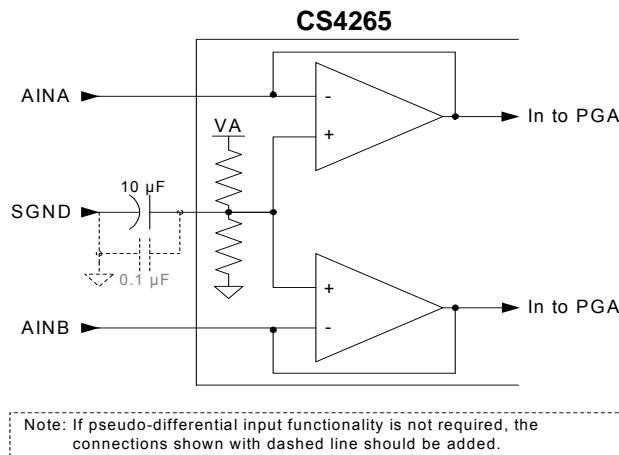 CS4265
AINA
-
In to PGA
VA
+
10 µF
SGND
0.1 µF
+
In to PGA
AINB
-
Note: If pseudo-differential input functionality is not required, the
connections shown with dashed line should be added.